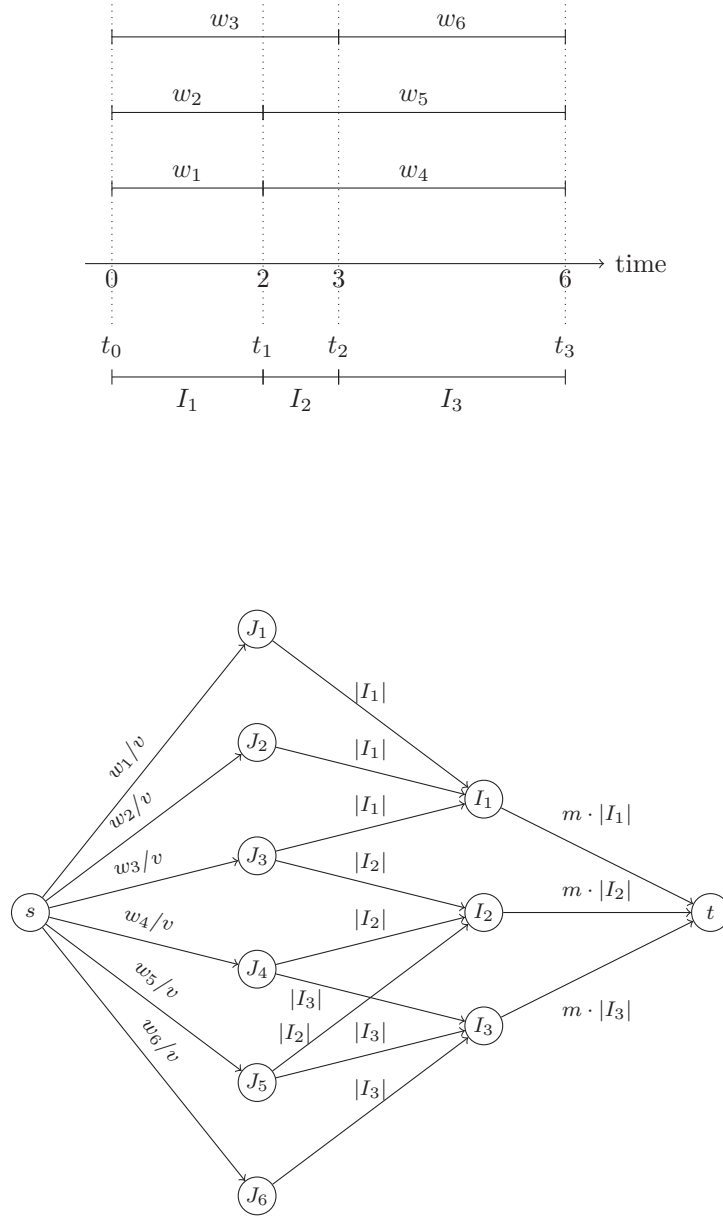 w₃ w₆
w₂ w₅
w₁ w₄
time
0 2 3 6
t₀ t₁ t₂ t₃
I₁ I₂ I₃
J₁
|I₁|
w₁/v
J₂
|I₁|
w₂/v
|I₁|
I₁
m · |I₁|
w₃/v
J₃
|I₂|
m · |I₂|
s
w₄/v
|I₂|
I₂
t
w₅/v
J₄
|I₃|
I₃
m · |I₃|
|I₂|
|I₃|
w₆/v
J₅
|I₃|
J₆